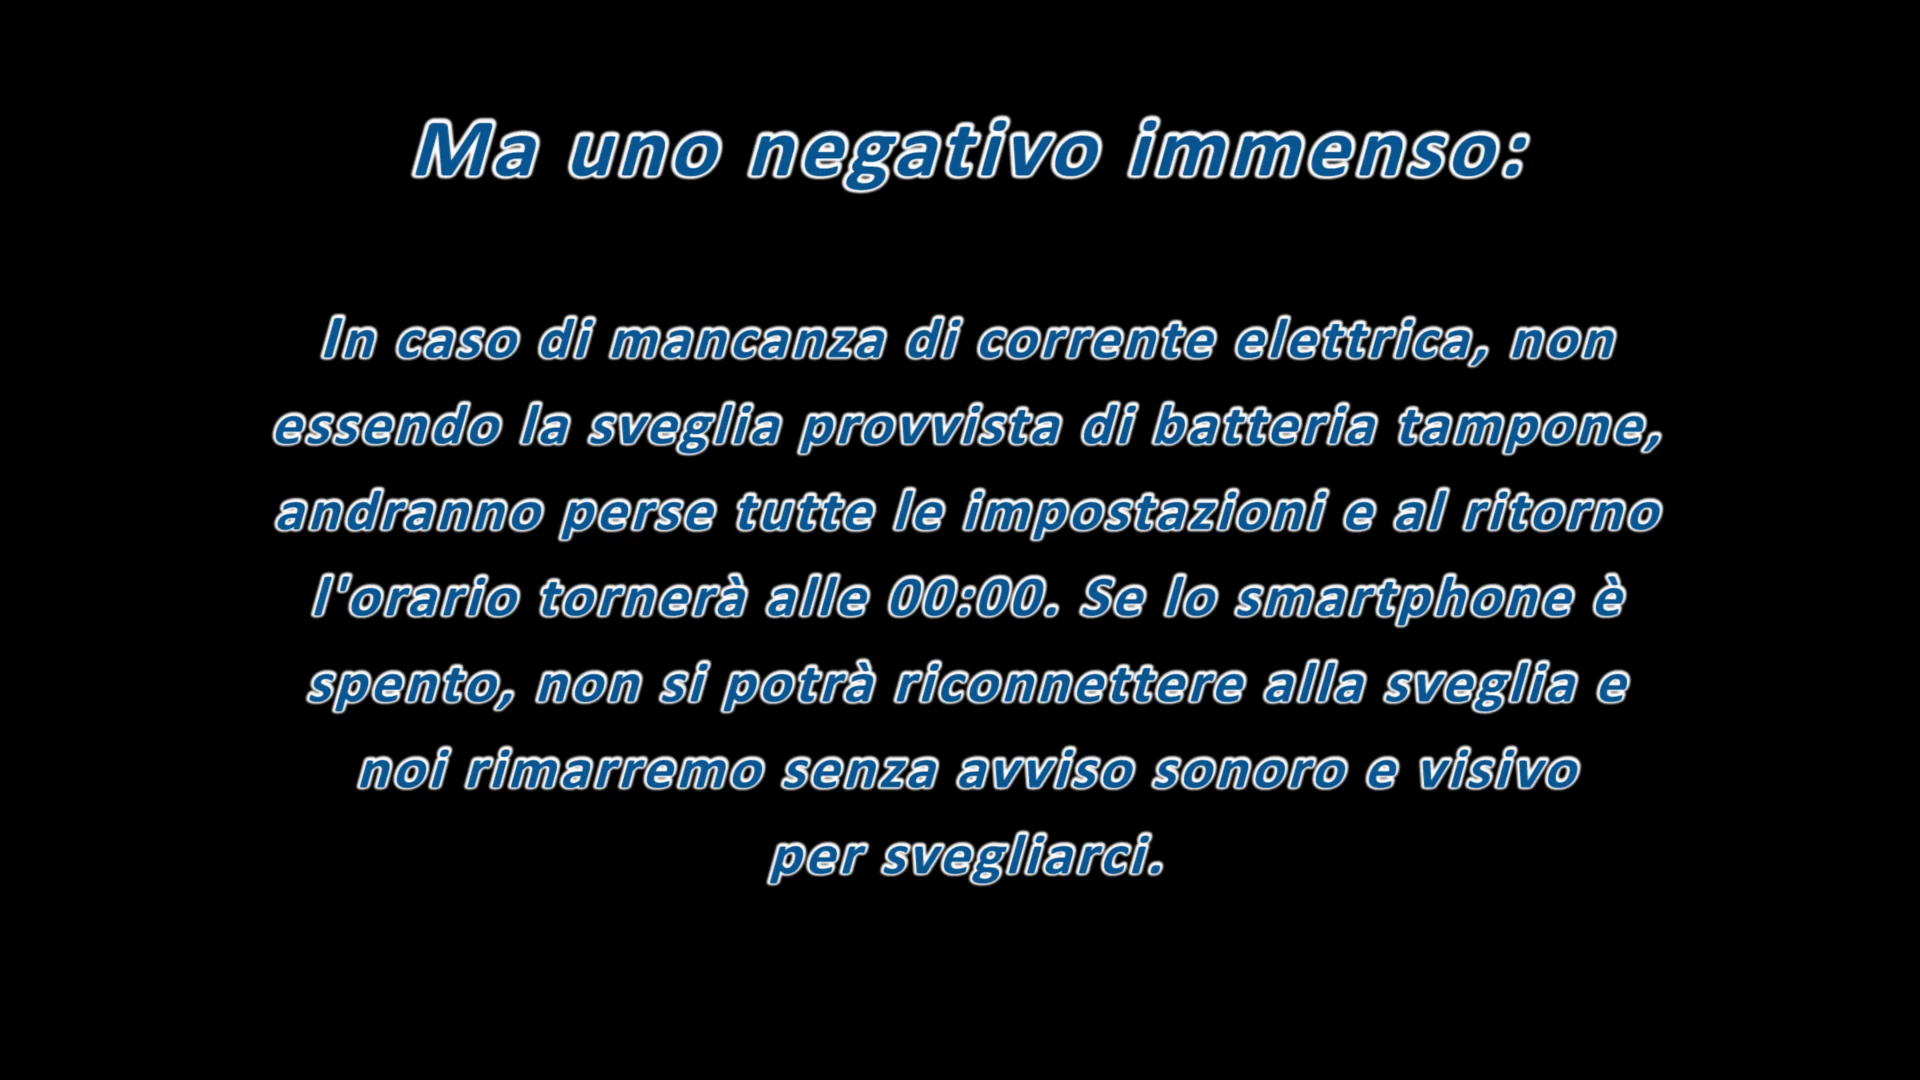 Ma uno negativo immenso:
In caso di mancanza di corrente elettrica, non
essendo la sveglia provvista di batteria tampone,
andranno perse tutte le impostazioni e al ritorno
l'orario tornerà alle 00:00. Se lo smartphone è
spento, non si potrà riconnettere alla sveglia e
noi rimarremo senza avviso sonoro e visivo
per svegliarci.